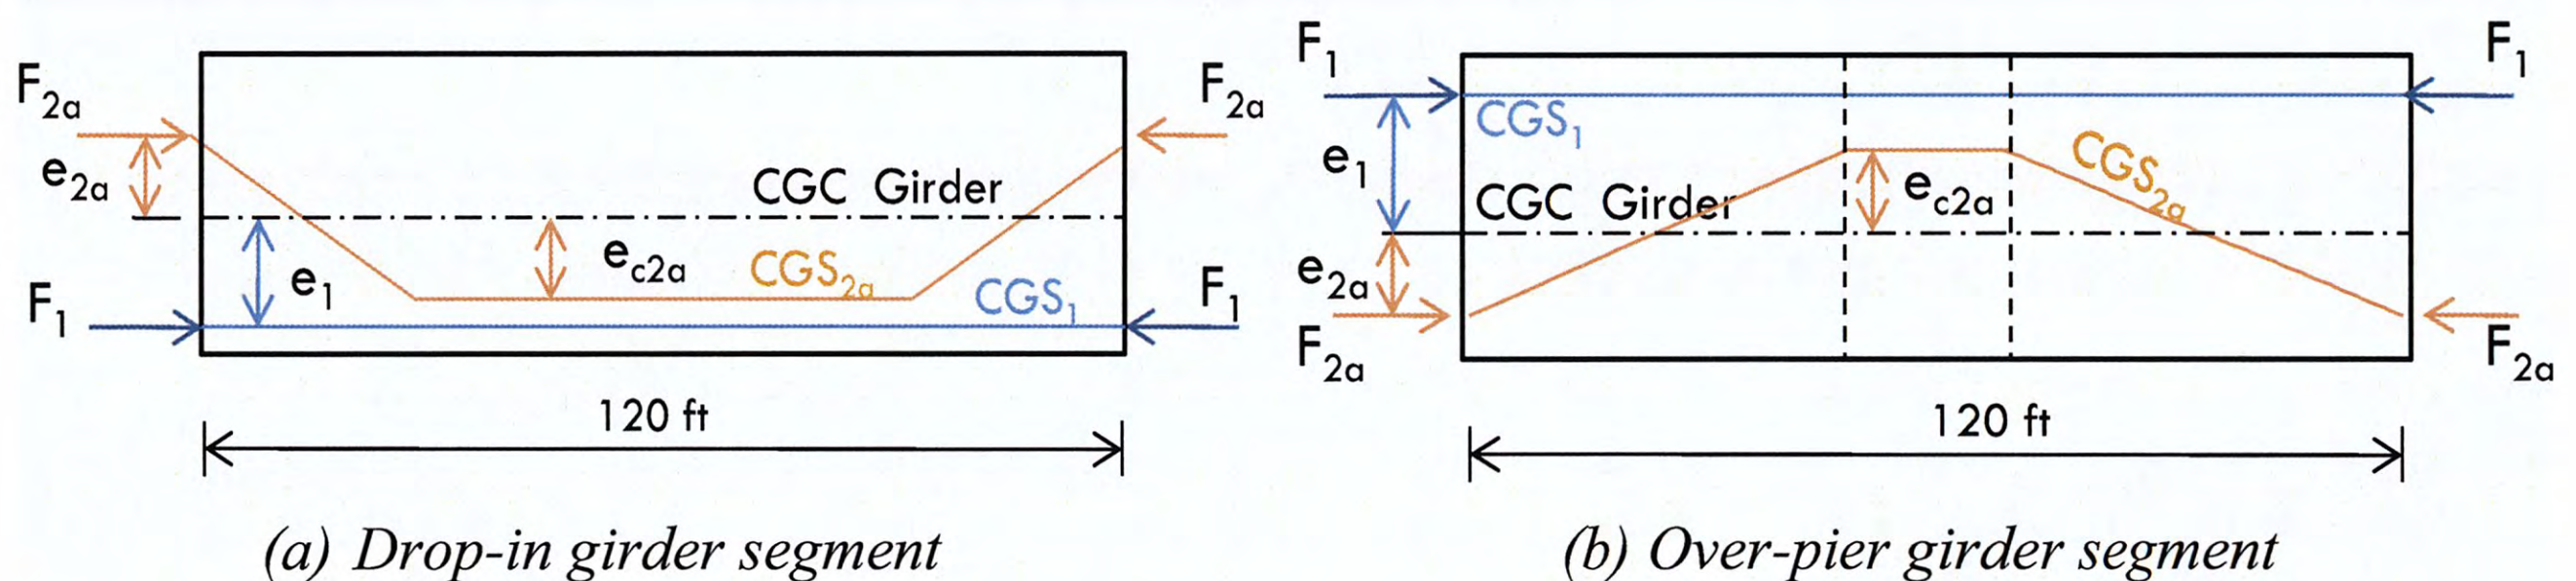 F2a
e2a
F1
e1
CGC Girder
ec2a
CGS2a
CGS1
F2a
F1
120 ft
(a) Drop-in girder segment
F1
e1
e2a
F2a
CGS1
CGC Girder
ec2a
CGS2a
F1
F2a
120 ft
(b) Over-pier girder segment